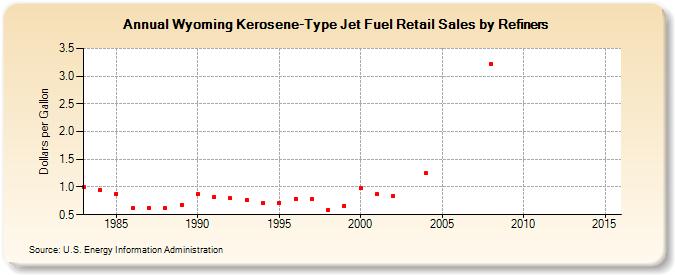 Annual Wyoming Kerosene-Type Jet Fuel Retail Sales by Refiners
Dollars per Gallon
3.5
3.0
2.5
2.0
1.5
1.0
0.5
1985 1990 1995 2000 2005 2010 2015
Source: U.S. Energy Information Administration